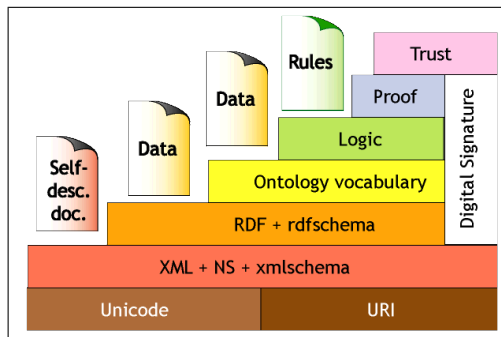 Trust
Rules
Proof
Data
Data
Logic
Digital Signature
Self-
desc.
doc.
Ontology vocabulary
RDF + rdfschema
XML + NS + xmlschema
Unicode
URI